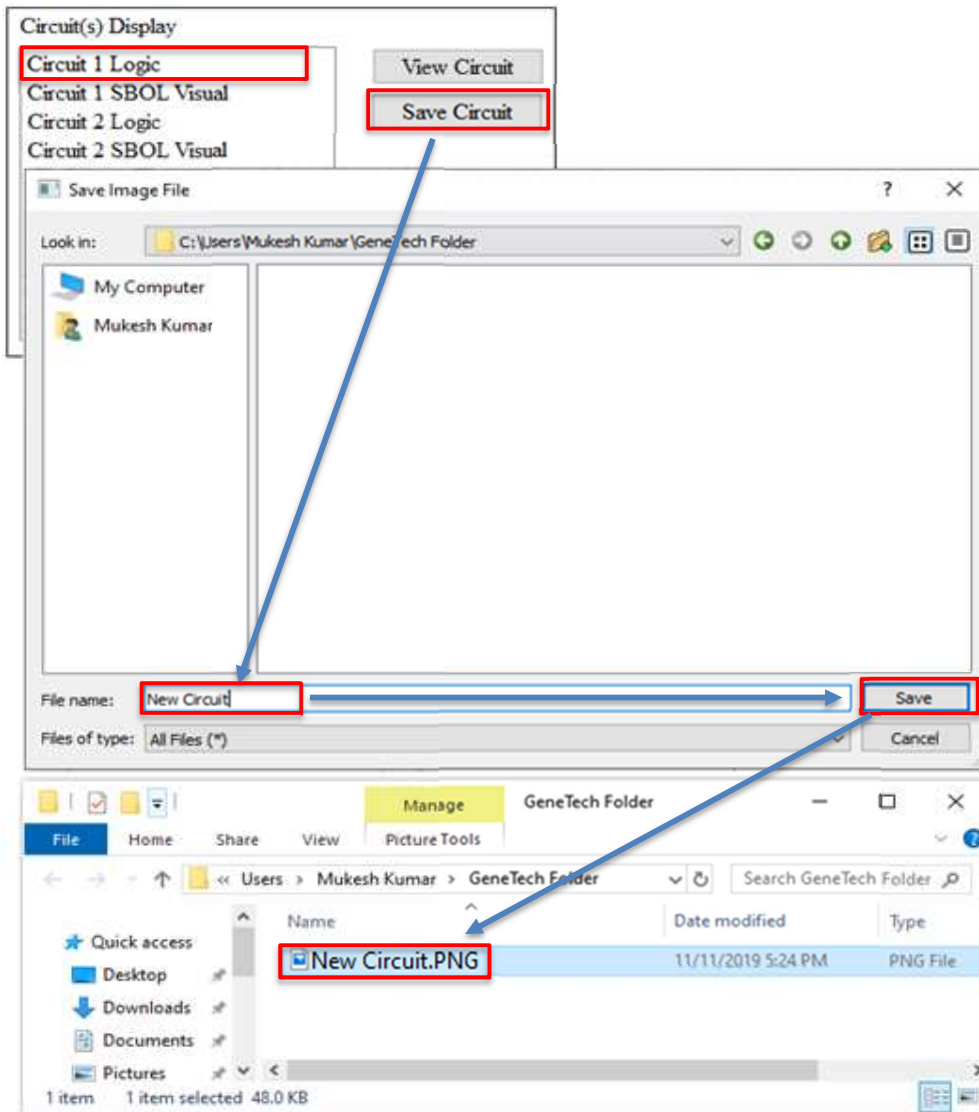 Circuit(s) Display
Circuit 1 Logic
View Circuit
Circuit 1 SBOL Visual
Save Circuit
Circuit 2 Logic
Circuit 2 SBOL Visual
Save Image File
? 
Look in: C:\Users\Mukesh Kumar\GeneTech Folder
My Computer
Mukesh Kumar
File name: New Circuit Save
Files of type: All Files (*) Cancel
Manage GeneTech Folder
File Home Share View Picture Tools
« Users › Mukesh Kumar › GeneTech Folder Search GeneTech Folder
Name Date modified Type
Quick access
New Circuit.PNG 11/11/2019 5:24 PM PNG File
Desktop
Downloads
Documents
Pictures
1 item 1 item selected 48.0 KB